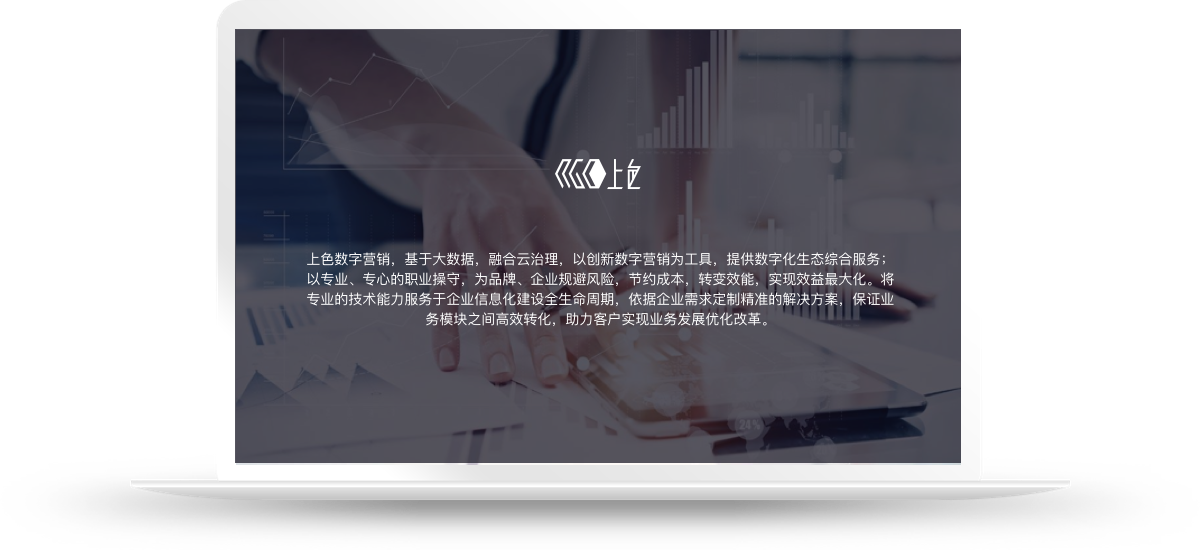 上色
上色数字营销，基于大数据，融合云治理，以创新数字营销为工具，提供数字化生态综合服务；
以专业、专心的职业操守，为品牌、企业规避风险，节约成本，转变效能，实现效益最大化。将
专业的技术能力服务于企业信息化建设全生命周期，依据企业需求定制精准的解决方案，保证业
务模块之间高效转化，助力客户实现业务发展优化改革。